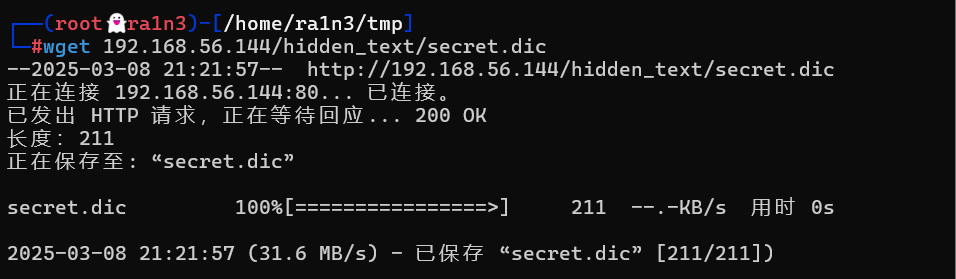 ┌──(root👻ra1n3)-[/home/ra1n3/tmp]
└─#wget 192.168.56.144/hidden_text/secret.dic
--2025-03-08 21:21:57--  http://192.168.56.144/hidden_text/secret.dic
正在连接 192.168.56.144:80... 已连接。
已发出 HTTP 请求，正在等待回应... 200 OK
长度：211
正在保存至: “secret.dic”
secret.dic         100%[================>]     211  --.-KB/s  用时 0s
2025-03-08 21:21:57 (31.6 MB/s) - 已保存 “secret.dic” [211/211])